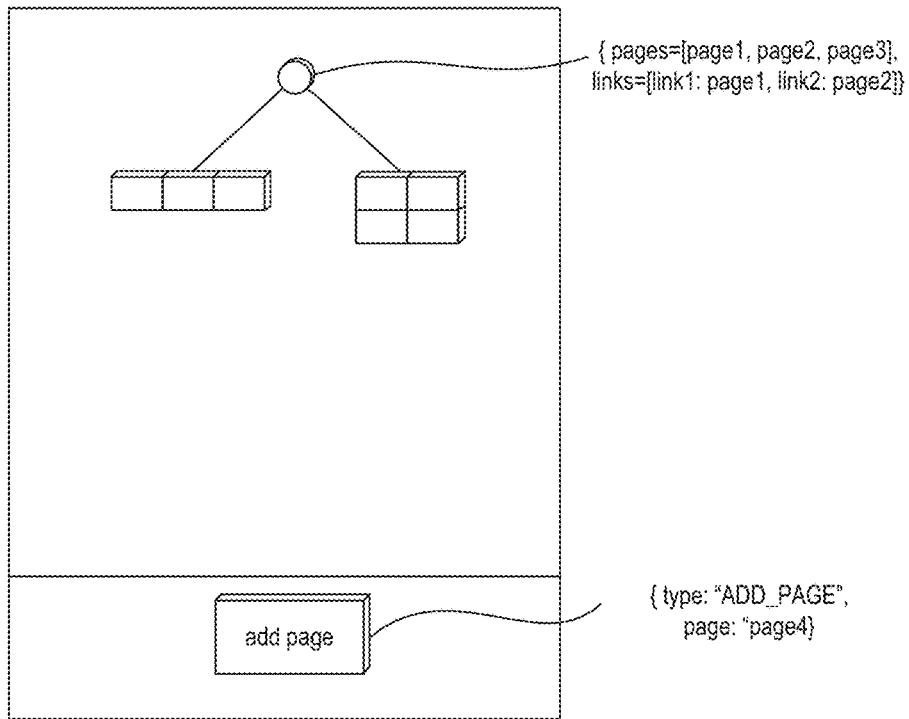 { pages=[page1, page2, page3],
links=[link1: page1, link2: page2]}
add page
{ type: "ADD_PAGE",
page: "page4}